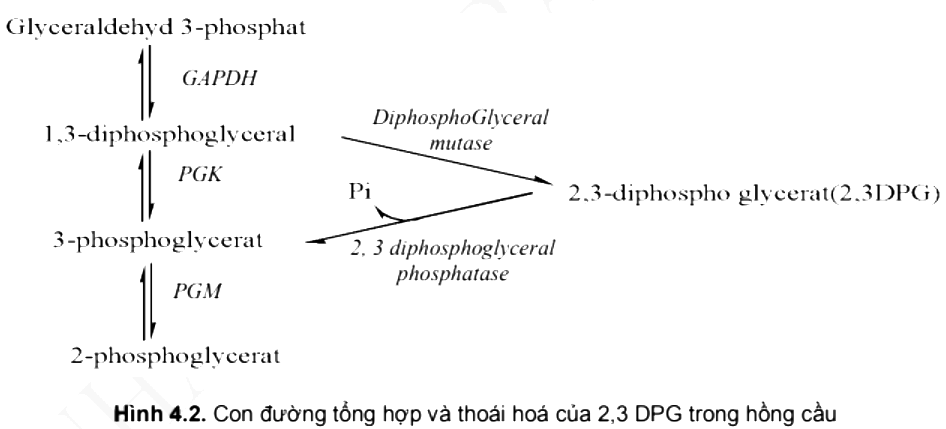 Glyceraldehyd 3-phosphat
GAPDH
1,3-diphosphoglyceral
DiphosphoGlyceral
mutase
PGK
Pi
2,3-diphospho glycerat(2,3DPG)
3-phosphoglycerat
2, 3 diphosphoglyceral
phosphatase
PGM
2-phosphoglycerat
Hình 4.2. Con đường tổng hợp và thoái hoá của 2,3 DPG trong hồng cầu